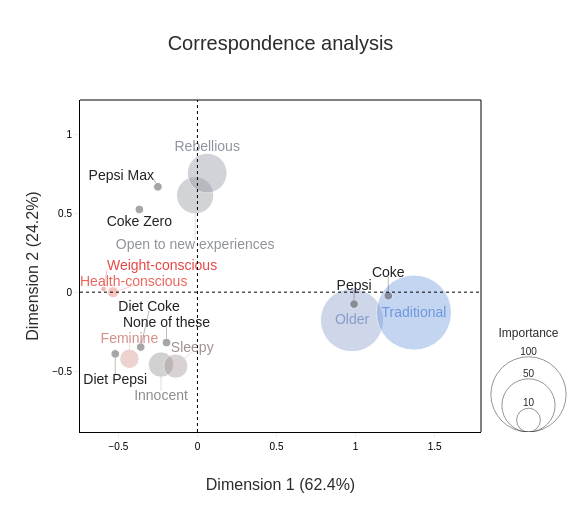 Correspondence analysis
Dimension 2 (24.2%)
1
0.5
0
−0.5
Rebellious
Pepsi Max
Coke Zero
Open to new experiences
Weight-conscious
Health-conscious
Coke
Pepsi
Diet Coke
Older
Traditional
None of these
Feminine
Sleepy
Diet Pepsi
Innocent
Importance
100
50
10
−0.5
0
0.5
1
1.5
Dimension 1 (62.4%)